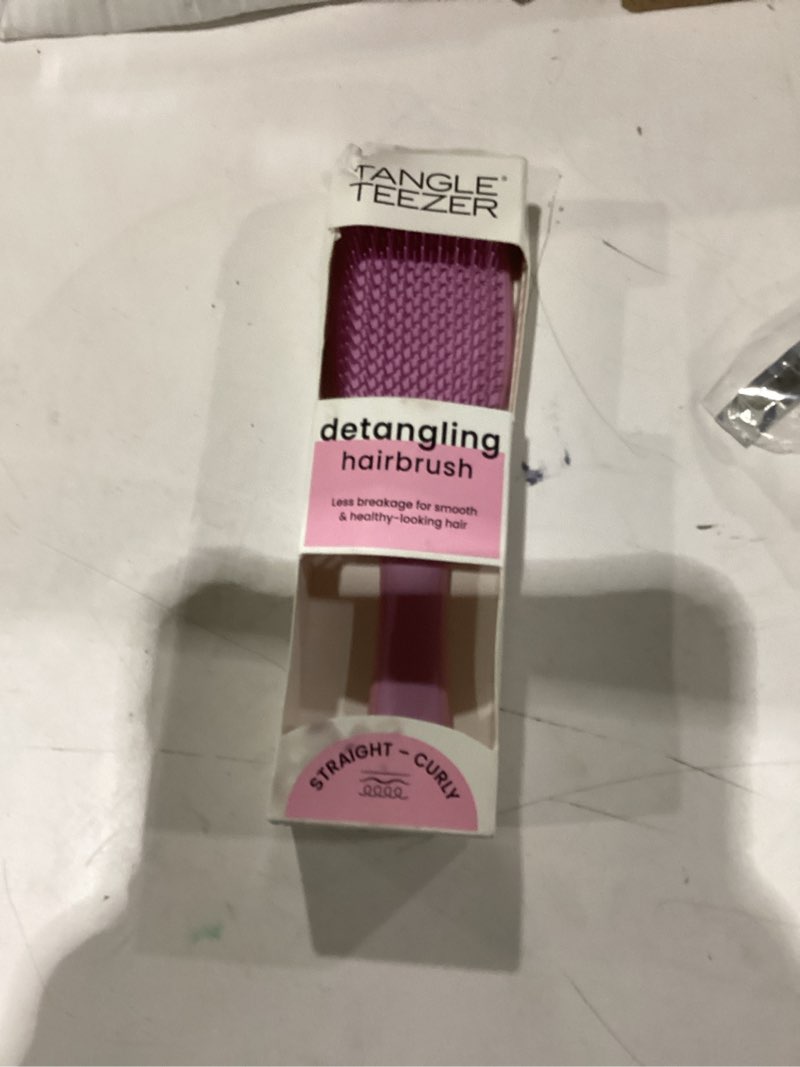 TANGLE®
TEEZER
detangling
hairbrush
Less breakage for smooth
& healthy-looking hair
STRAIGHT – CURLY